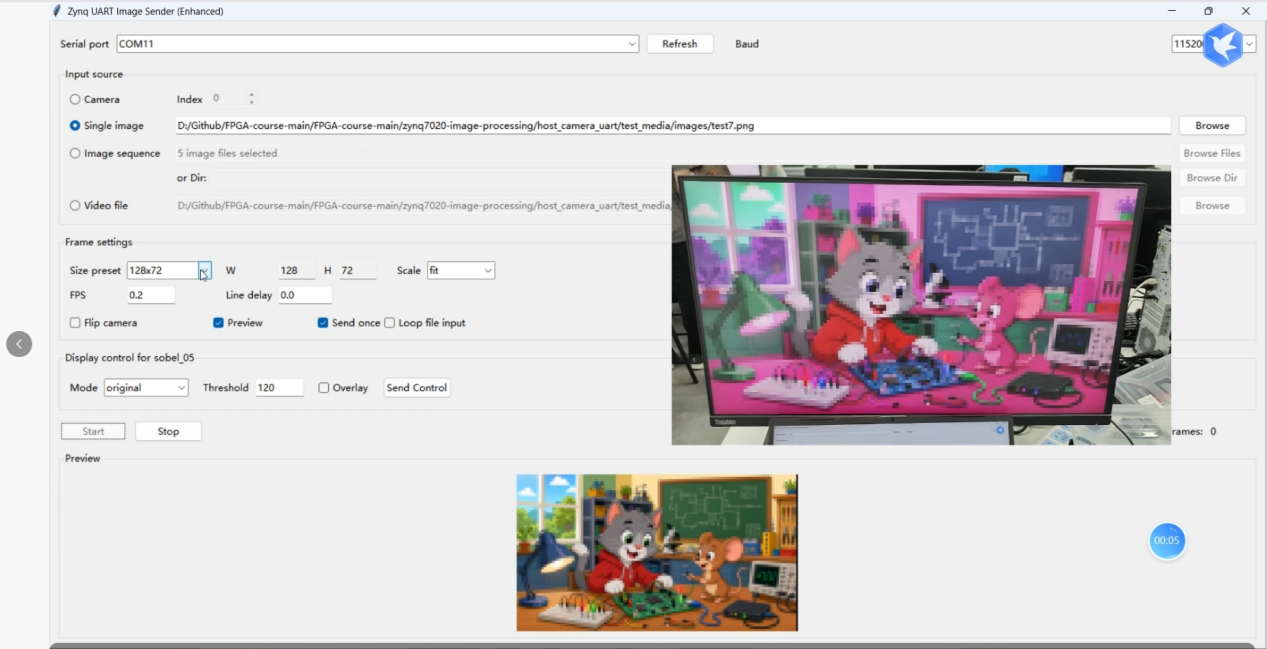 Zynq UART Image Sender (Enhanced)
Serial port COM11 Refresh Baud 11520
Input source
Camera Index 0
Single image D:/Github/FPGA-course-main/FPGA-course-main/zynq7020-image-processing/host_camera_uart/test_media/images/test7.png Browse
Image sequence 5 image files selected Browse Files
or Dir: Browse Dir
Video file D:/Github/FPGA-course-main/FPGA-course-main/zynq7020-image-processing/host_camera_uart/test_media, Browse
Frame settings
Size preset 128x72 W 128 H 72 Scale fit
FPS 0.2 Line delay 0.0
Flip camera Preview Send once Loop file input
Display control for sobel_05
Mode original Threshold 120 Overlay Send Control
Start Stop rames: 0
Preview
00:05